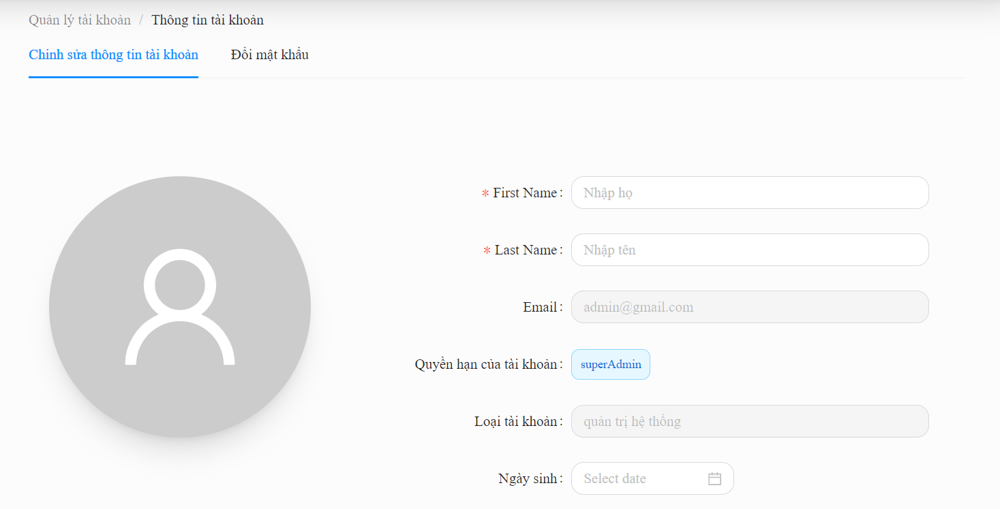 Quản lý tài khoản / Thông tin tài khoản
Chỉnh sửa thông tin tài khoản Đổi mật khẩu
* First Name : Nhập họ
* Last Name : Nhập tên
Email : admin@gmail.com
Quyền hạn của tài khoản : superAdmin
Loại tài khoản : quản trị hệ thống
Ngày sinh : Select date